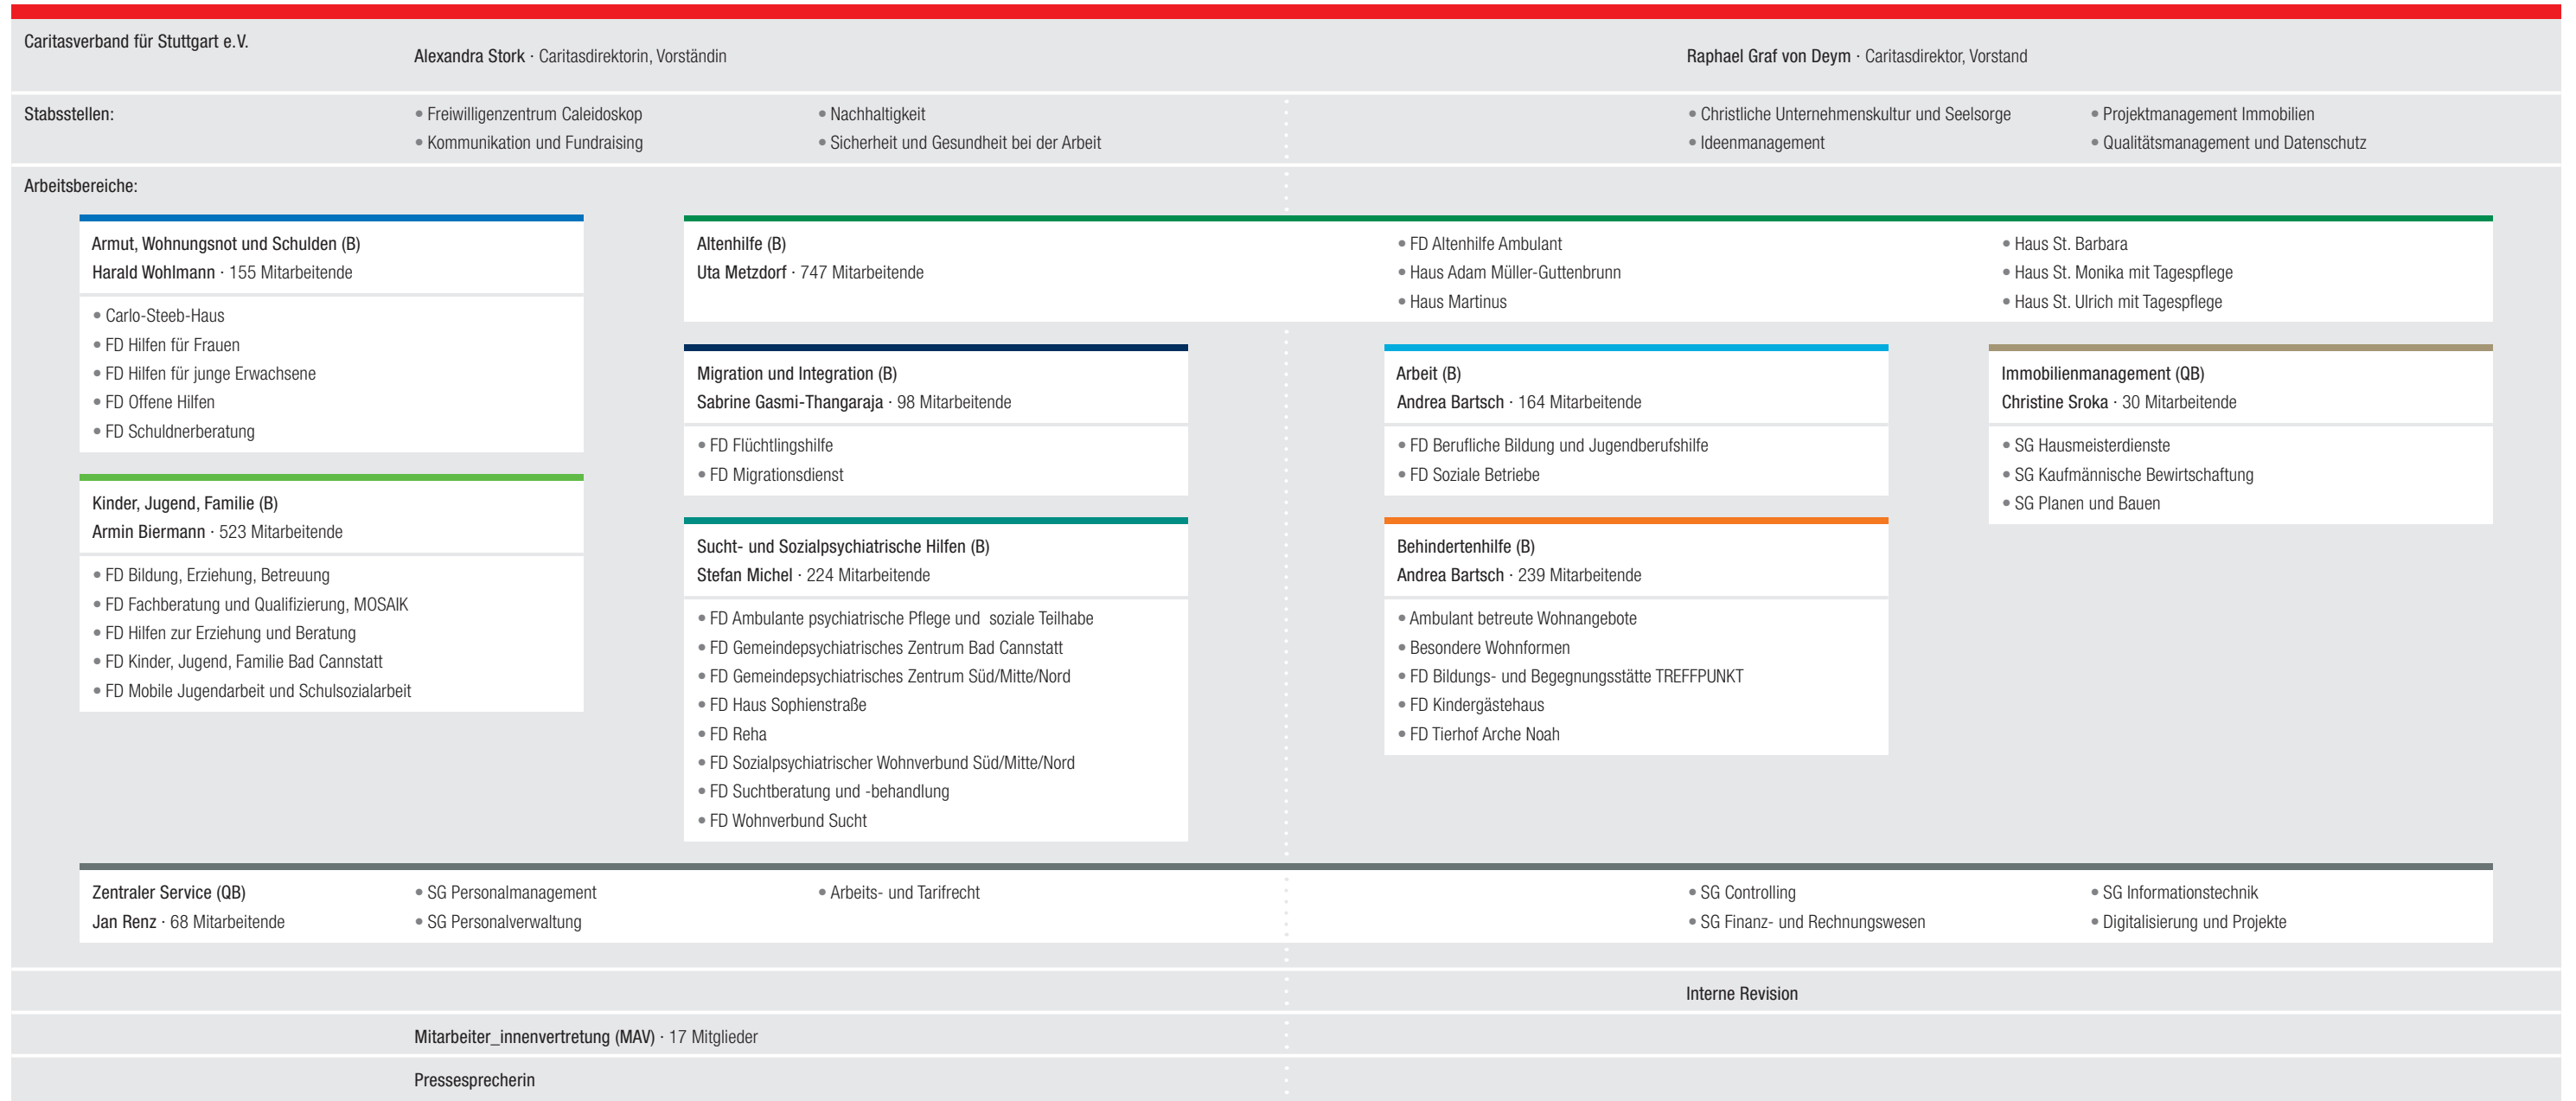 Caritasverband für Stuttgart e.V.
Alexandra Stork · Caritasdirektorin, Vorständin
Raphael Graf von Deym · Caritasdirektor, Vorstand
Stabsstellen:
• Freiwilligenzentrum Caleidoskop
• Kommunikation und Fundraising
• Nachhaltigkeit
• Sicherheit und Gesundheit bei der Arbeit
• Christliche Unternehmenskultur und Seelsorge
• Ideenmanagement
• Projektmanagement Immobilien
• Qualitätsmanagement und Datenschutz
Arbeitsbereiche:
Armut, Wohnungsnot und Schulden (B)
Harald Wohlmann · 155 Mitarbeitende
• Carlo-Steeb-Haus
• FD Hilfen für Frauen
• FD Hilfen für junge Erwachsene
• FD Offene Hilfen
• FD Schuldnerberatung
Kinder, Jugend, Familie (B)
Armin Biermann · 523 Mitarbeitende
• FD Bildung, Erziehung, Betreuung
• FD Fachberatung und Qualifizierung, MOSAIK
• FD Hilfen zur Erziehung und Beratung
• FD Kinder, Jugend, Familie Bad Cannstatt
• FD Mobile Jugendarbeit und Schulsozialarbeit
Altenhilfe (B)
Uta Metzdorf · 747 Mitarbeitende
• FD Altenhilfe Ambulant
• Haus Adam Müller-Guttenbrunn
• Haus Martinus
• Haus St. Barbara
• Haus St. Monika mit Tagespflege
• Haus St. Ulrich mit Tagespflege
Migration und Integration (B)
Sabrine Gasmi-Thangaraja · 98 Mitarbeitende
• FD Flüchtlingshilfe
• FD Migrationsdienst
Sucht- und Sozialpsychiatrische Hilfen (B)
Stefan Michel · 224 Mitarbeitende
• FD Ambulante psychiatrische Pflege und soziale Teilhabe
• FD Gemeindepsychiatrisches Zentrum Bad Cannstatt
• FD Gemeindepsychiatrisches Zentrum Süd/Mitte/Nord
• FD Haus Sophienstraße
• FD Reha
• FD Sozialpsychiatrischer Wohnverbund Süd/Mitte/Nord
• FD Suchtberatung und -behandlung
• FD Wohnverbund Sucht
Arbeit (B)
Andrea Bartsch · 164 Mitarbeitende
• FD Berufliche Bildung und Jugendberufshilfe
• FD Soziale Betriebe
Behindertenhilfe (B)
Andrea Bartsch · 239 Mitarbeitende
• Ambulant betreute Wohnangebote
• Besondere Wohnformen
• FD Bildungs- und Begegnungsstätte TREFFPUNKT
• FD Kindergästehaus
• FD Tierhof Arche Noah
Immobilienmanagement (QB)
Christine Sroka · 30 Mitarbeitende
• SG Hausmeisterdienste
• SG Kaufmännische Bewirtschaftung
• SG Planen und Bauen
Zentraler Service (QB)
Jan Renz · 68 Mitarbeitende
• SG Personalmanagement
• SG Personalverwaltung
• Arbeits- und Tarifrecht
• SG Controlling
• SG Finanz- und Rechnungswesen
• SG Informationstechnik
• Digitalisierung und Projekte
Interne Revision
Mitarbeiter_innenvertretung (MAV) · 17 Mitglieder
Pressesprecherin